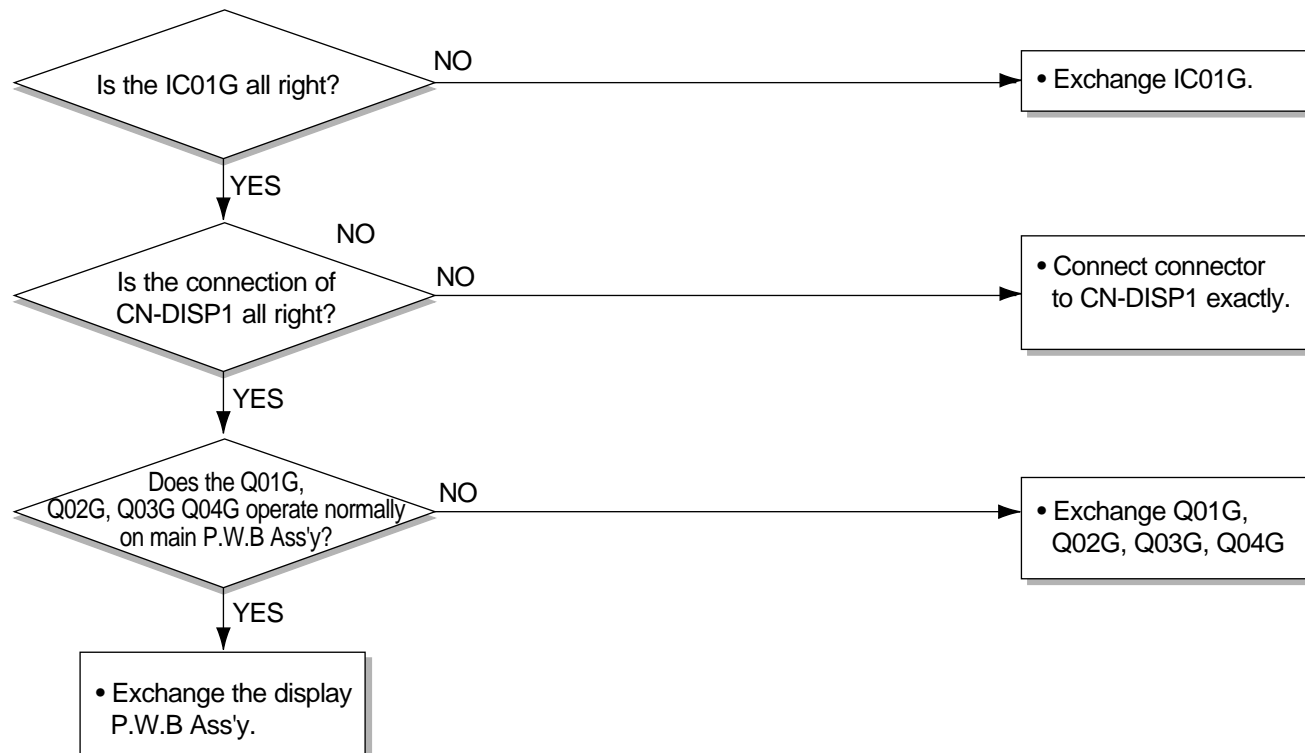 Is the IC01G all right?
NO
• Exchange IC01G.
YES
NO
Is the connection of
CN-DISP1 all right?
NO
• Connect connector
to CN-DISP1 exactly.
YES
Does the Q01G,
Q02G, Q03G Q04G operate normally
on main P.W.B Ass'y?
NO
• Exchange Q01G,
Q02G, Q03G, Q04G
YES
• Exchange the display
P.W.B Ass'y.